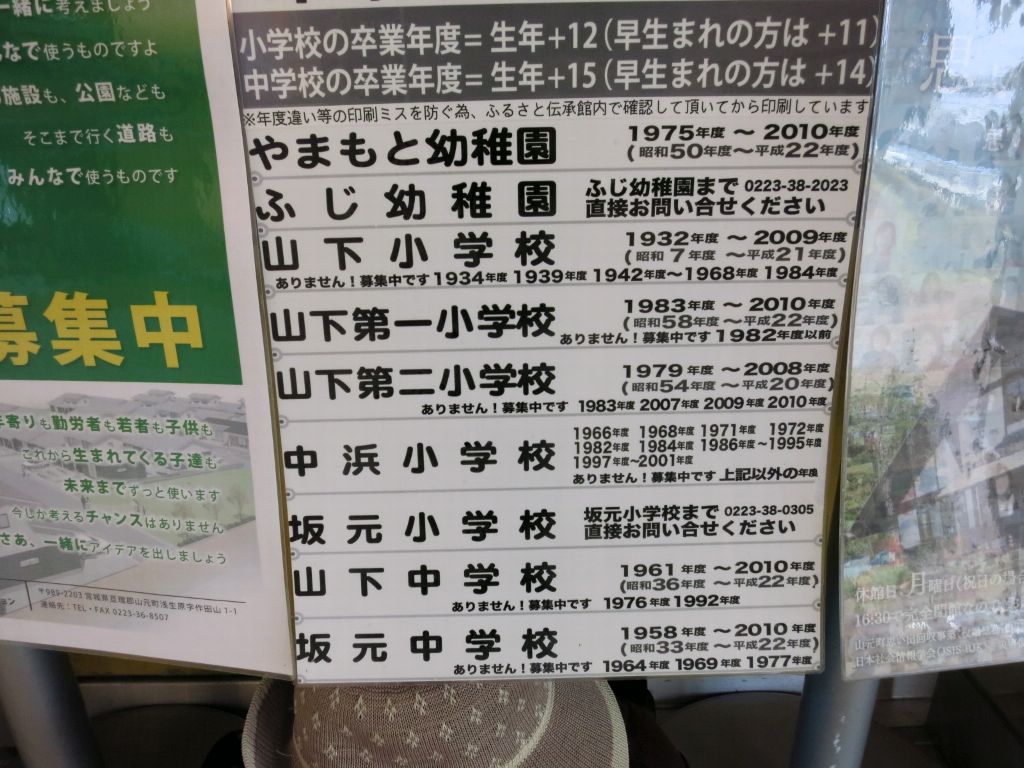 一緒に考えましょう
みんなで使うものですよ
施設も、公園なども
そこまで行く道路も
みんなで使うものです
募集中
年寄りも勤労者も若者も子供も
これから生まれてくる子達も
未来までずっと使います
今しか考えるチャンスはありません
さあ、一緒にアイデアを出しましょう
〒989-2203 宮城県亘理郡山元町浅生原字作田山 1-1
連絡先:TEL・FAX 0223-36-8507
小学校の卒業年度= 生年+12 (早生まれの方は +11)
中学校の卒業年度= 生年+15 (早生まれの方は +14)
※年度違い等の印刷ミスを防ぐ為、ふるさと伝承館内で確認して頂いてから印刷しています
やまもと幼稚園 1975年度 ~ 2010年度
(昭和50年度~平成22年度)
ふじ幼稚園 ふじ幼稚園まで 0223-38-2023
直接お問い合せください
山下小学校 1932年度 ~ 2009年度
(昭和 7年度 ~平成21年度)
ありません!募集中です 1934年度 1939年度 1942年度~1968年度 1984年度
山下第一小学校 1983年度 ~ 2010年度
(昭和58年度 ~平成22年度)
ありません!募集中です 1982年度以前
山下第二小学校 1979年度 ~ 2008年度
(昭和54年度 ~平成20年度)
ありません!募集中です 1983年度 2007年度 2009年度 2010年度
中浜小学校 1966年度 1968年度 1971年度 1972年度
1982年度 1984年度 1986年度~1995年度
1997年度~2001年度
ありません!募集中です 上記以外の年度
坂元小学校 坂元小学校まで 0223-38-0305
直接お問い合せください
山下中学校 1961年度 ~ 2010年度
(昭和36年度 ~平成22年度)
ありません!募集中です 1976年度 1992年度
坂元中学校 1958年度 ~ 2010年度
(昭和33年度 ~平成22年度)
ありません!募集中です 1964年度 1969年度 1977年度
思
休館日 月曜日(祝日の場合
16:30で
日本社会情報学会